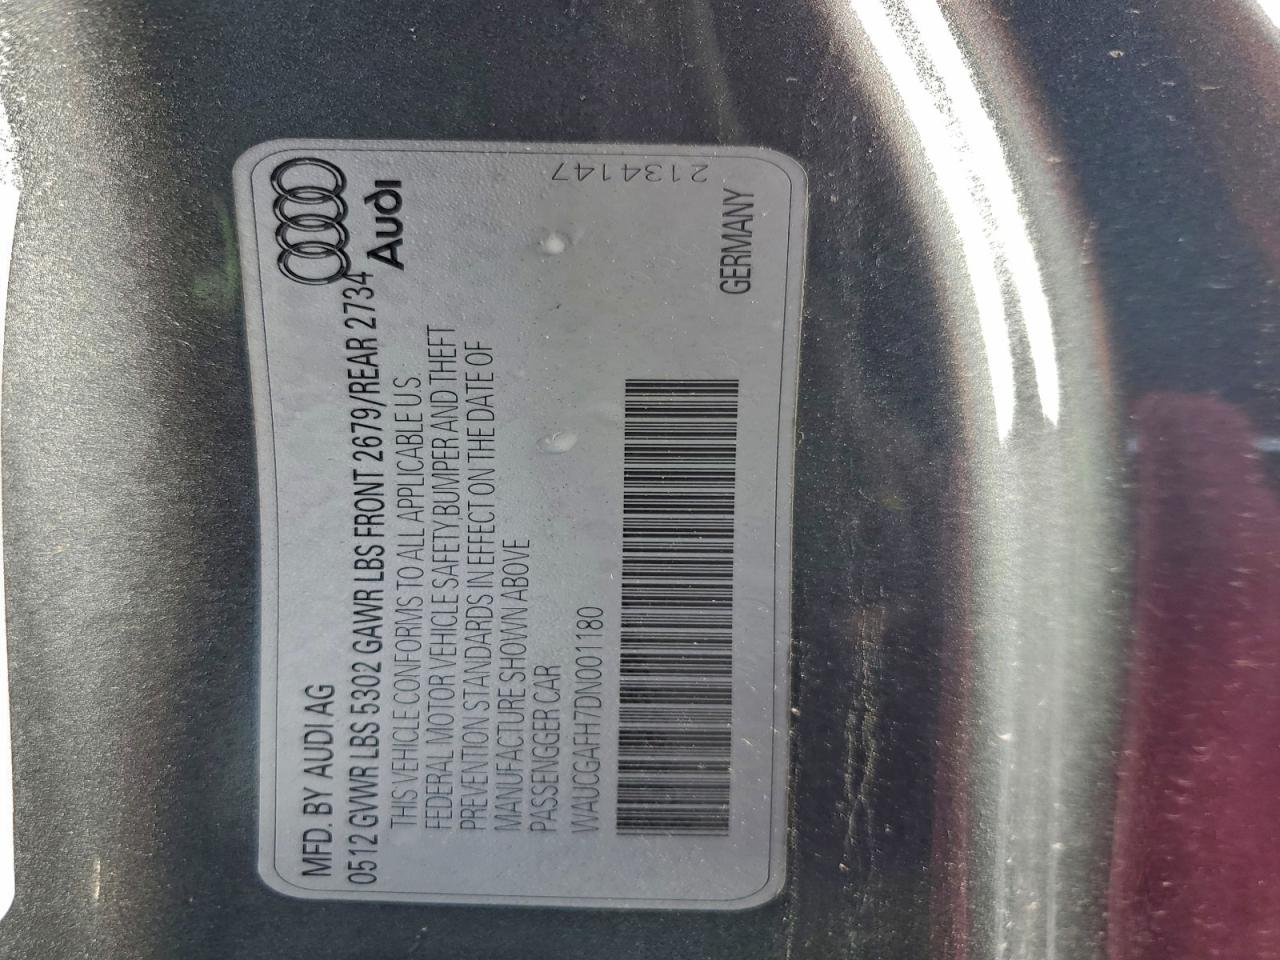 MFD. BY AUDI AG
0512 GVWR LBS 5302 GAWR LBS FRONT 2679/REAR 2734
Audi
THIS VEHICLE CONFORMS TO ALL APPLICABLE U.S.
FEDERAL MOTOR VEHICLE SAFETY BUMPER AND THEFT
PREVENTION STANDARDS IN EFFECT ON THE DATE OF
MANUFACTURE SHOWN ABOVE
PASSENGGER CAR
WAUCGAFH7DN001180
2134147
GERMANY